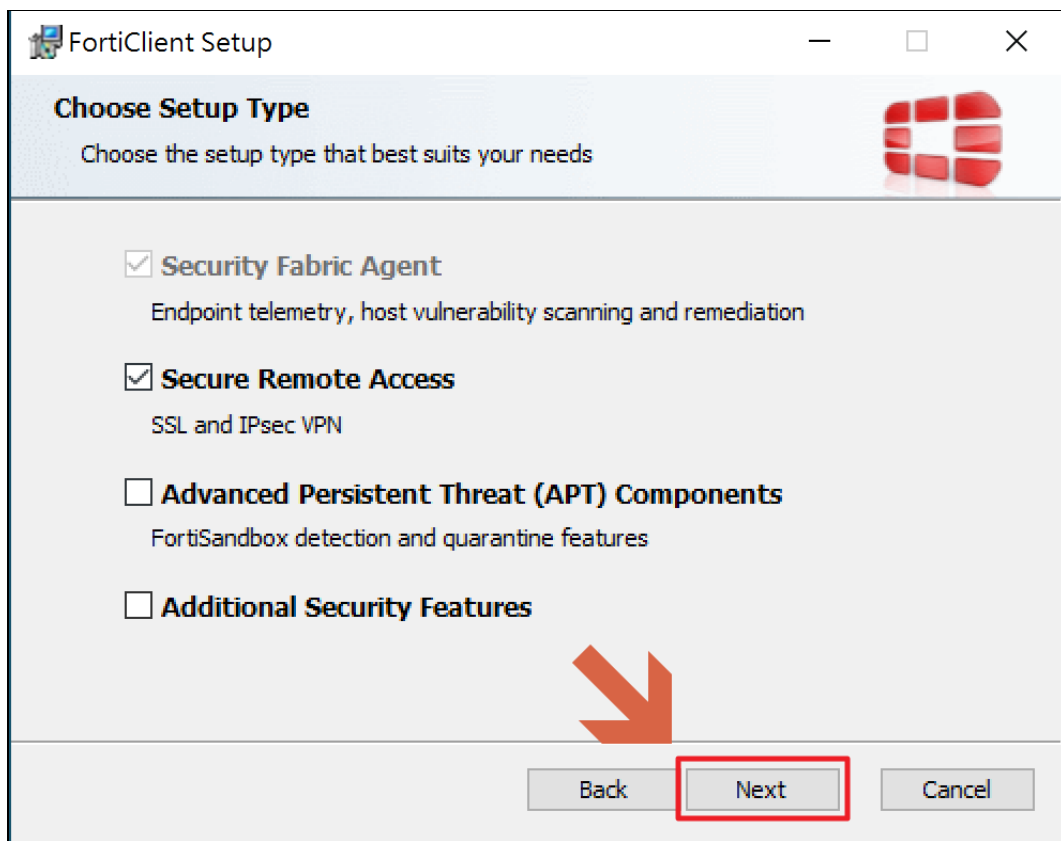 FortiClient Setup
Choose Setup Type
Choose the setup type that best suits your needs
Security Fabric Agent
Endpoint telemetry, host vulnerability scanning and remediation
Secure Remote Access
SSL and IPsec VPN
Advanced Persistent Threat (APT) Components
FortiSandbox detection and quarantine features
Additional Security Features
Back Next Cancel